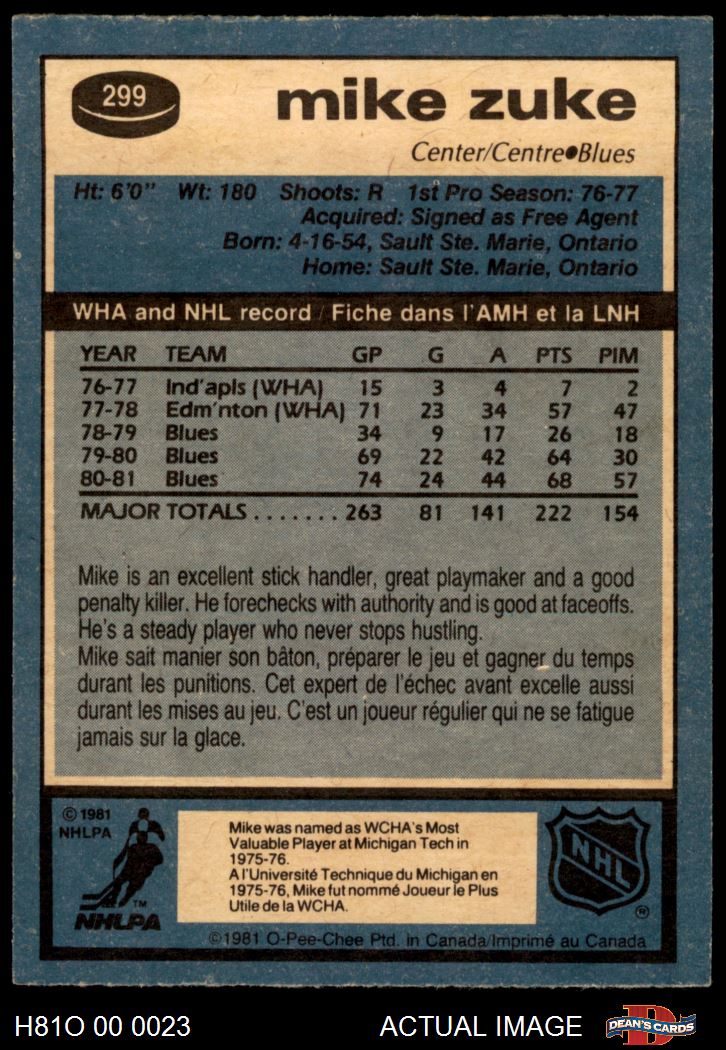 299
mike zuke
Center/Centre●Blues
Ht: 6'0" Wt: 180 Shoots: R 1st Pro Season: 76-77
Acquired: Signed as Free Agent
Born: 4-16-54, Sault Ste. Marie, Ontario
Home: Sault Ste. Marie, Ontario
WHA and NHL record / Fiche dans l'AMH et la LNH
YEAR TEAM GP G A PTS PIM
76-77 Ind'apls (WHA) 15 3 4 7 2
77-78 Edm'nton (WHA) 71 23 34 57 47
78-79 Blues 34 9 17 26 18
79-80 Blues 69 22 42 64 30
80-81 Blues 74 24 44 68 57
MAJOR TOTALS ....... 263 81 141 222 154
Mike is an excellent stick handler, great playmaker and a good
penalty killer. He forechecks with authority and is good at faceoffs.
He's a steady player who never stops hustling.
Mike sait manier son bâton, préparer le jeu et gagner du temps
durant les punitions. Cet expert de l'échec avant excelle aussi
durant les mises au jeu. C'est un joueur régulier qui ne se fatigue
jamais sur la glace.
© 1981
NHLPA
TM
NHLPA
Mike was named as WCHA's Most
Valuable Player at Michigan Tech in
1975-76.
A l'Université Technique du Michigan en
1975-76, Mike fut nommé Joueur le Plus
Utile de la WCHA.
NHL
®
©1981 O-Pee-Chee Ptd. in Canada/Imprimé au Canada
H81O 00 0023
ACTUAL IMAGE
D
DEAN'S CARDS